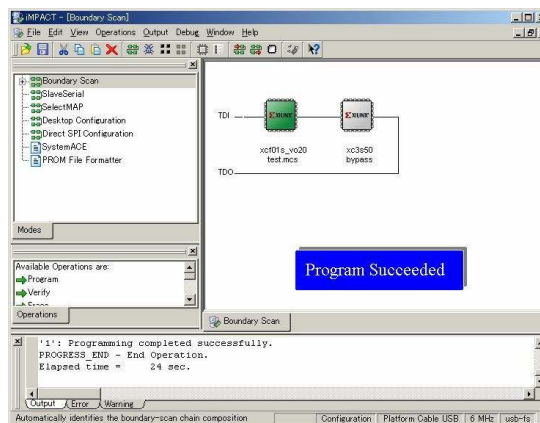 iMPACT - [Boundary Scan]
File Edit View Operations Output Debug Window Help
Boundary Scan
SlaveSerial
SelectMAP
Desktop Configuration
Direct SPI Configuration
SystemACE
PROM File Formatter
Modes
Available Operations are:
Program
Verify
Erase
Operations
TDI
XILINX
XILINX
xcf01s_vo20
test.mcs
xc3s50
bypass
TDO
Program Succeeded
Boundary Scan
'1': Programming completed successfully.
PROGRESS_END - End Operation.
Elapsed time = 24 sec.
Output Error Warning
Automatically identifies the boundary-scan chain composition
Configuration Platform Cable USB 6 MHz usb-fs